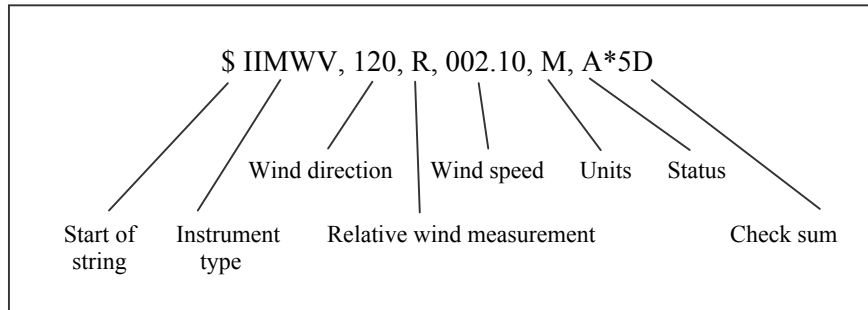 $ IIMWV, 120, R, 002.10, M, A*5D
Wind direction Wind speed Units Status
Start of string Instrument type Relative wind measurement Check sum